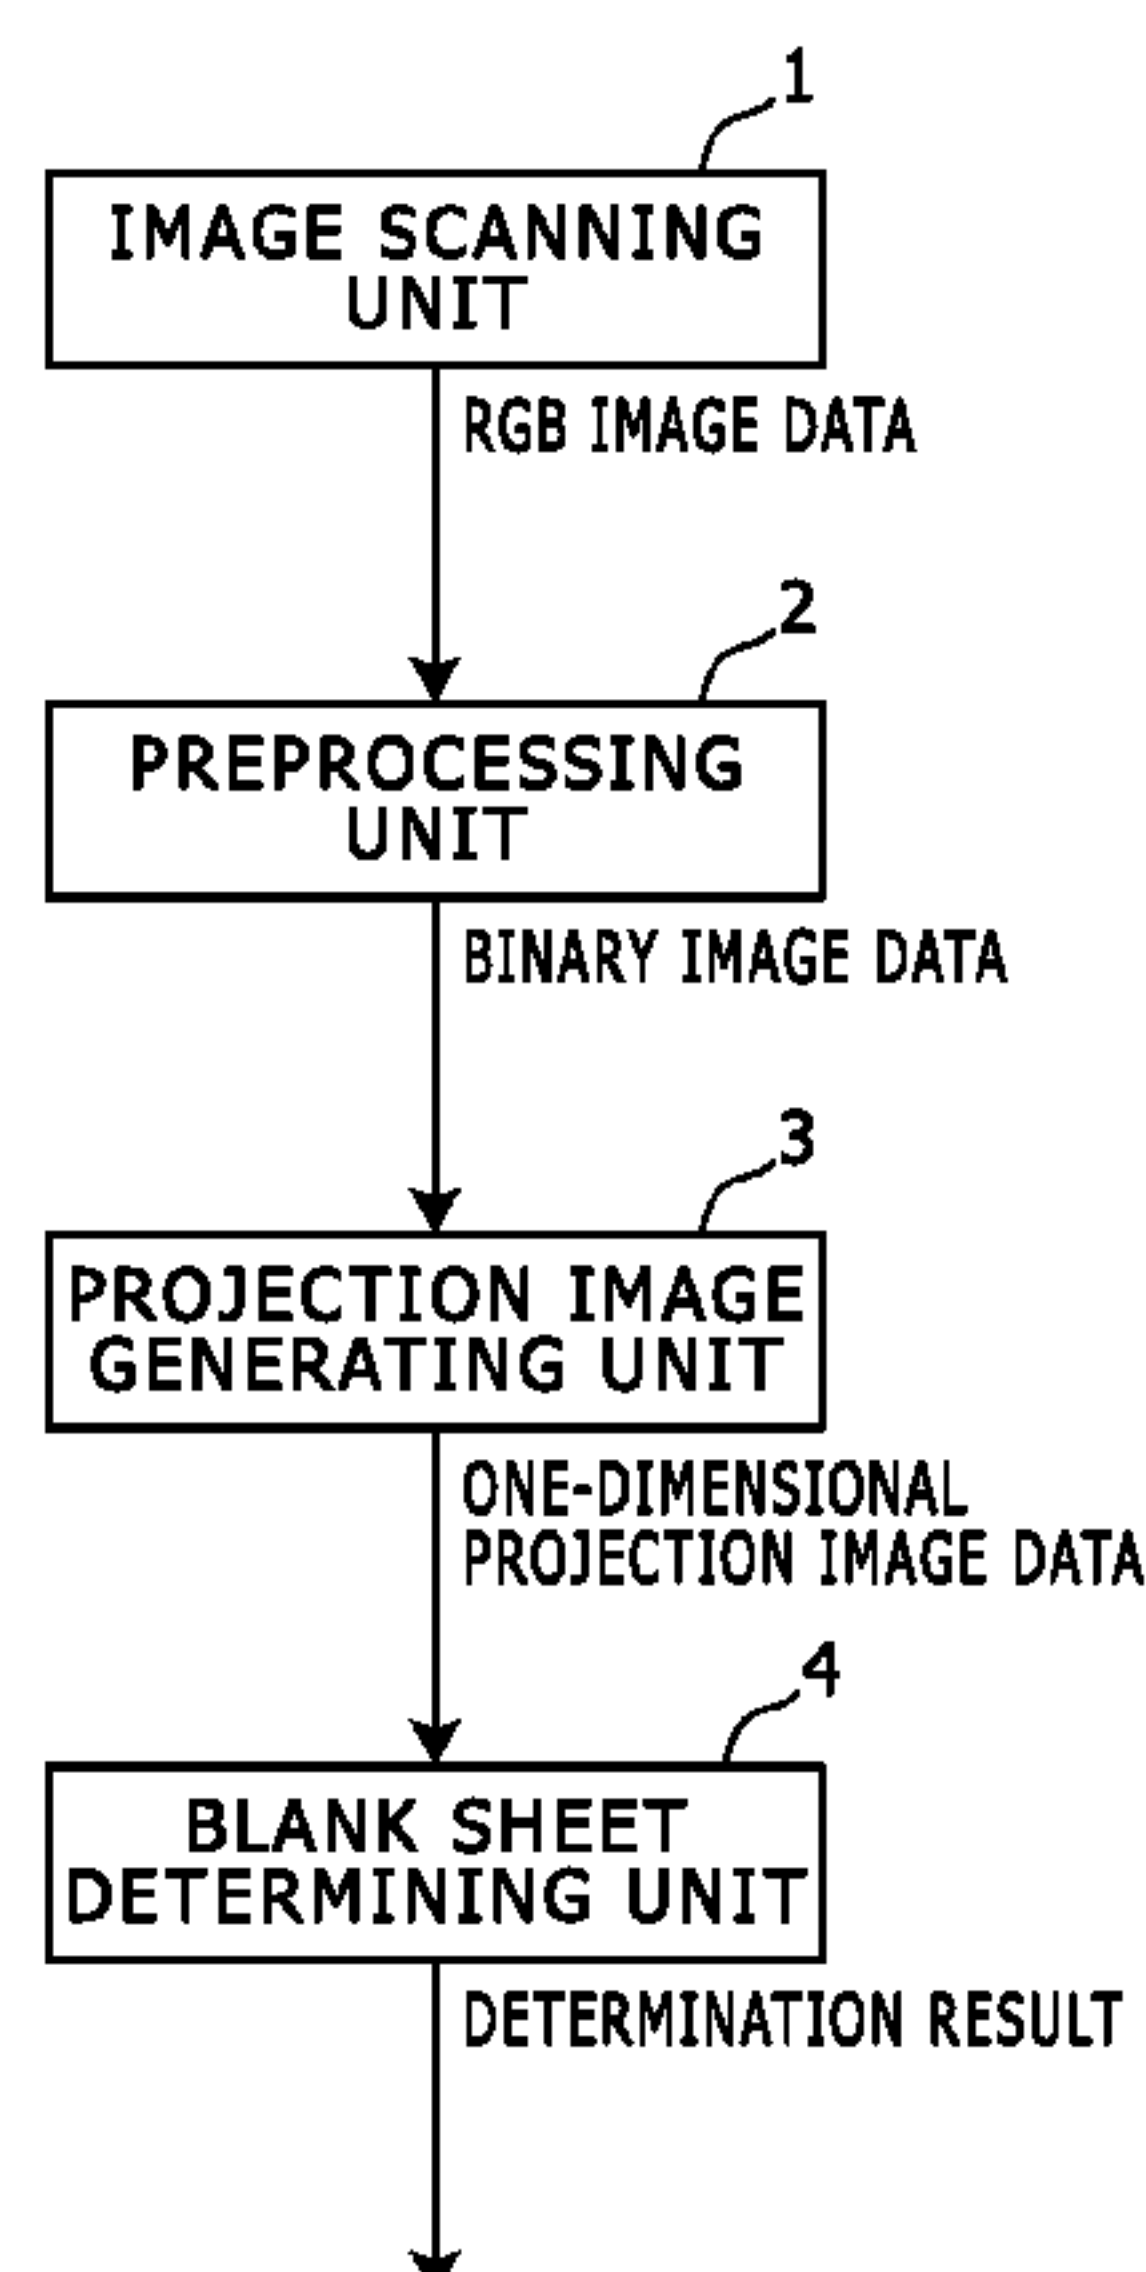 1
IMAGE SCANNING
UNIT
RGB IMAGE DATA
2
PREPROCESSING
UNIT
BINARY IMAGE DATA
3
PROJECTION IMAGE
GENERATING UNIT
ONE-DIMENSIONAL
PROJECTION IMAGE DATA
4
BLANK SHEET
DETERMINING UNIT
DETERMINATION RESULT